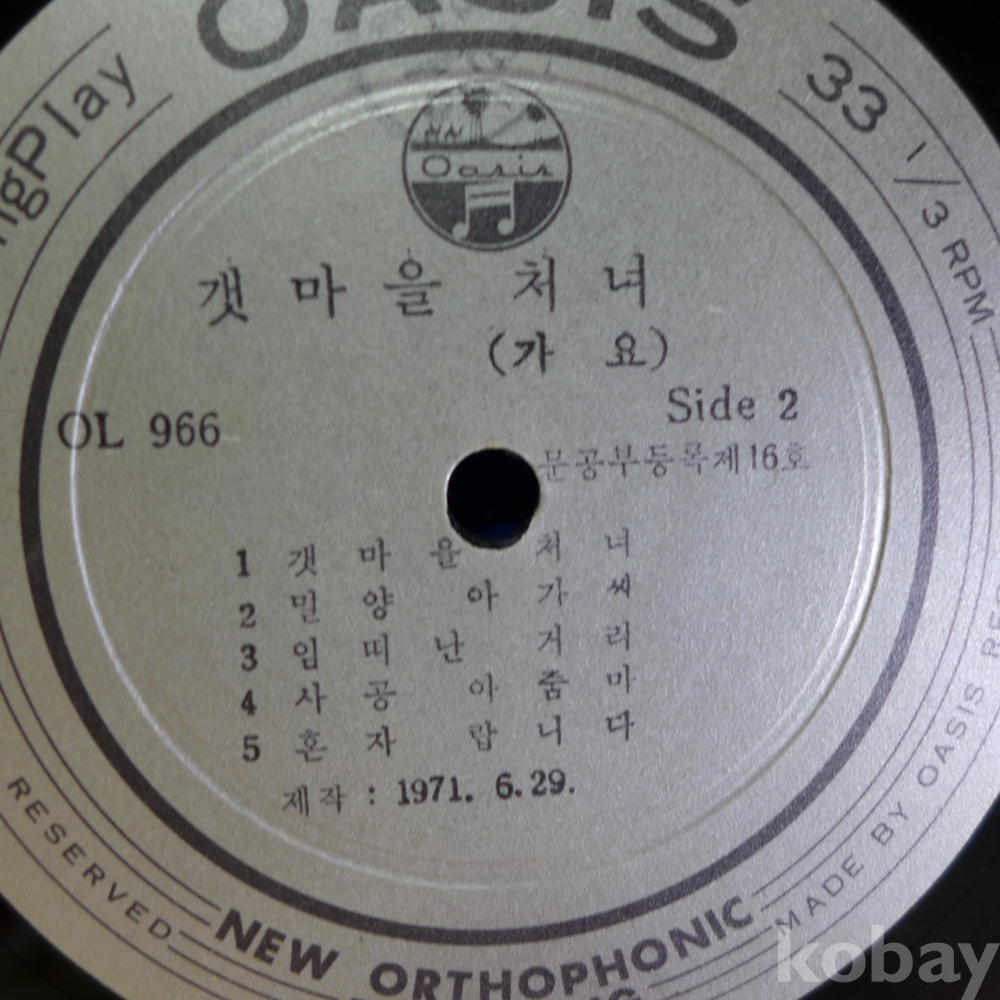 OASIS
ngPlay
33 1/3 RPM
Oasis
갯마을 처녀
(가요)
Side 2
OL 966
문공부등록제16호
1 갯마을 처녀
2 밀양 아가씨
3 임떠난 거리
4 사공 아줌마
5 혼자 랍니다
제작 : 1971. 6.29.
RESERVED
NEW ORTHOPHONIC
MADE BY OASIS RE
kobay